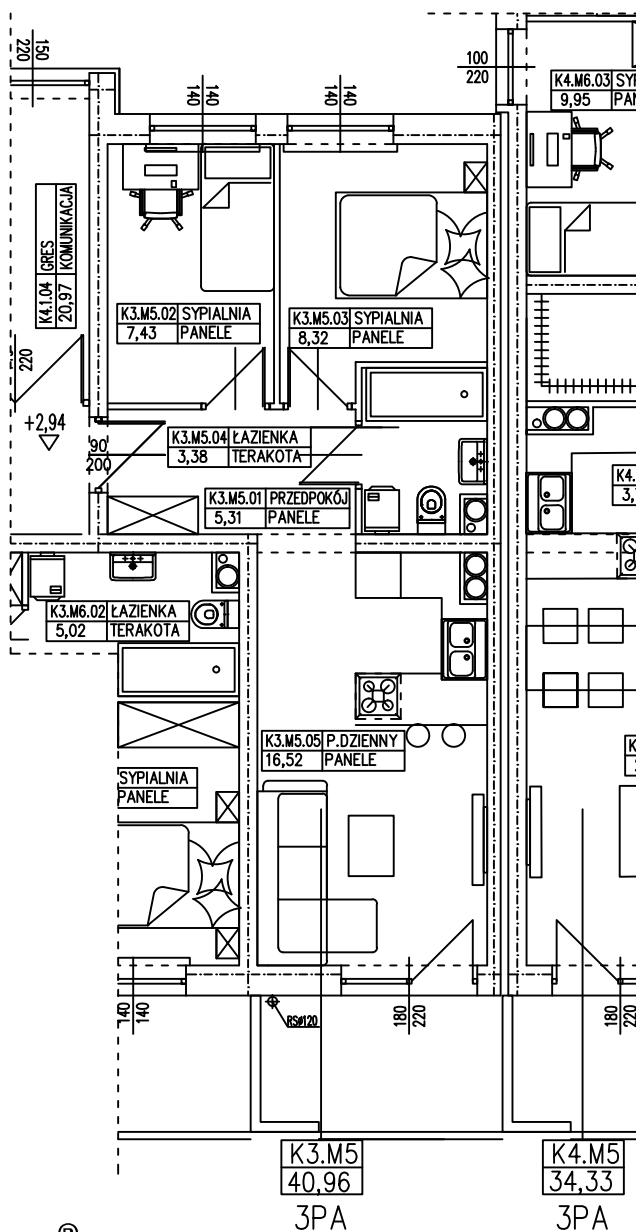 150
220
140 140
140 140
100
220
K4.M6.03
9,95
K4.1.04 GRES
20,97 KOMUNIKACJA
K3.M5.02 SYPIALNIA
7,43 PANELE
K3.M5.03 SYPIALNIA
8,32 PANELE
220
+2,94
90
200
K3.M5.04 ŁAZIENKA
3,38 TERAKOTA
K3.M5.01 PRZEDPOKÓJ
5,31 PANELE
K3.M6.02 ŁAZIENKA
5,02 TERAKOTA
K3.M5.05 P.DZIENNY
16,52 PANELE
SYPIALNIA
PANELE
140 140
RSø120
180 220
180 220
K3.M5
40,96
3PA
K4.M5
34,33
3PA
®